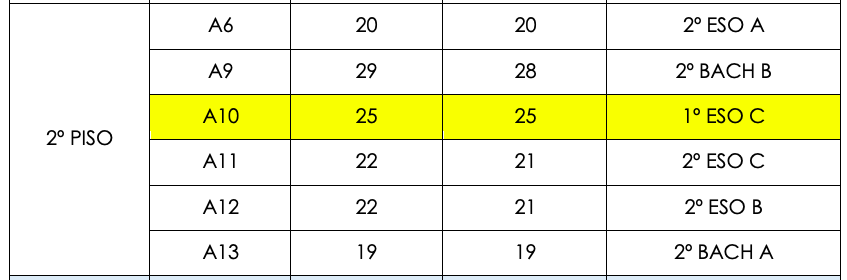 A6 20 20 2º ESO A
A9 29 28 2º BACH B
A10 25 25 1º ESO C
2º PISO
A11 22 21 2º ESO C
A12 22 21 2º ESO B
A13 19 19 2º BACH A